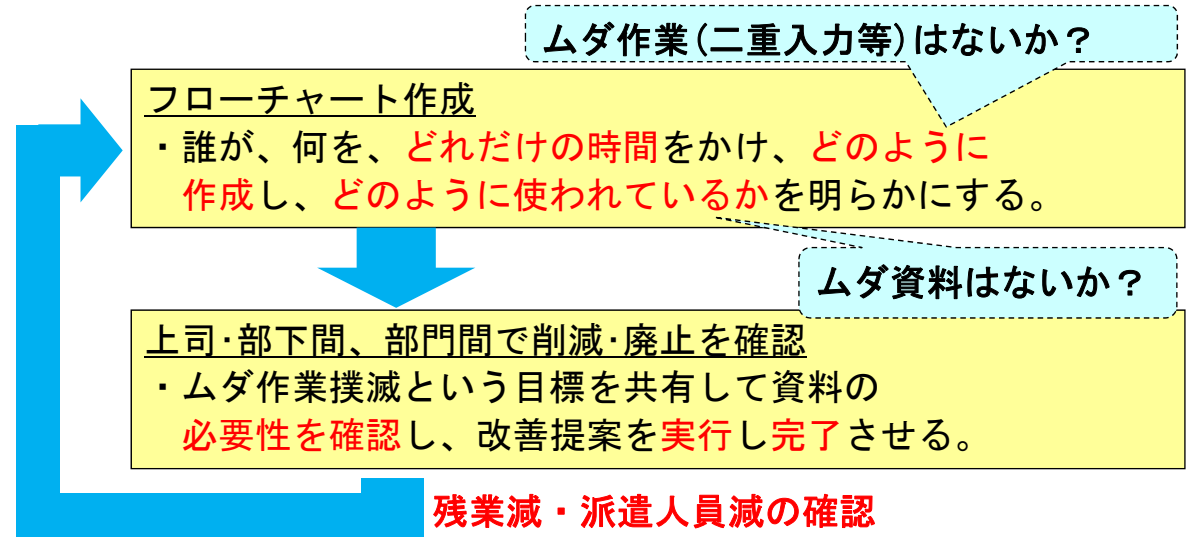 ムダ作業(二重入力等)はないか？
フローチャート作成
・誰が、何を、どれだけの時間をかけ、どのように
作成し、どのように使われているかを明らかにする。
ムダ資料はないか？
上司･部下間、部門間で削減･廃止を確認
・ムダ作業撲滅という目標を共有して資料の
必要性を確認し、改善提案を実行し完了させる。
残業減・派遣人員減の確認